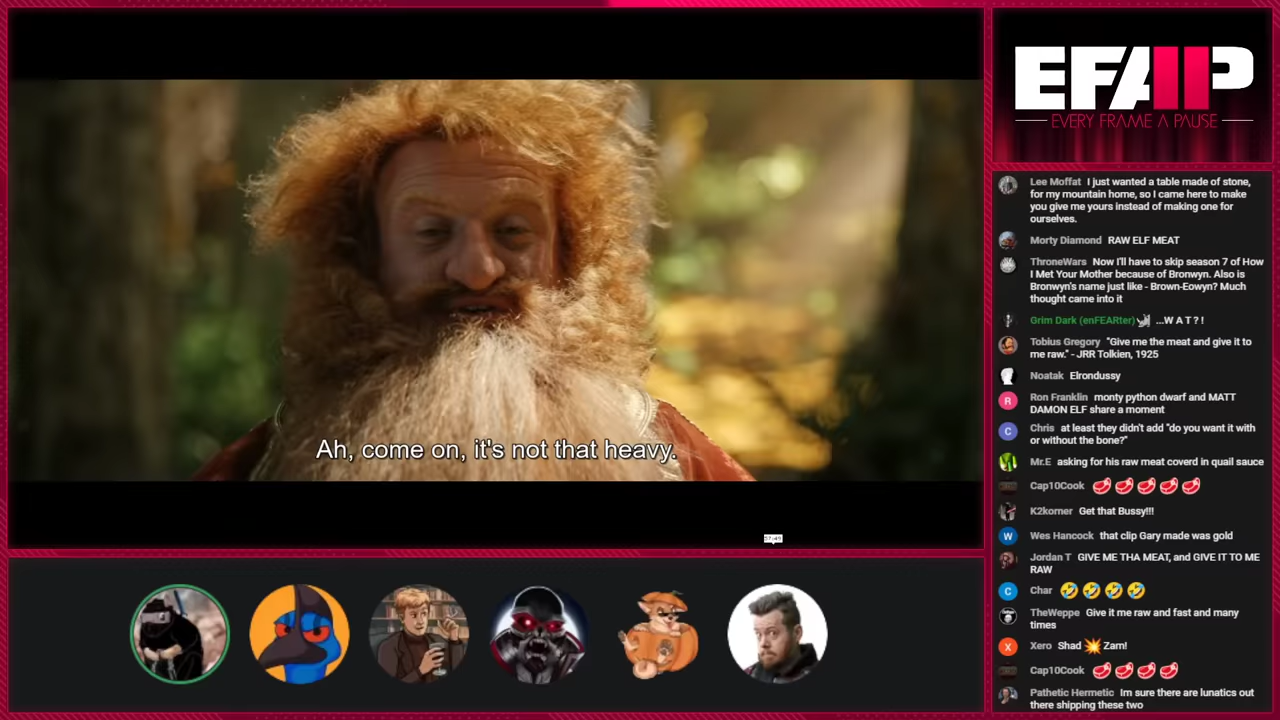 Ah, come on, it's not that heavy.
57:49
EFAP
EVERY FRAME A PAUSE
Lee Moffat I just wanted a table made of stone,
for my mountain home, so I came here to make
you give me yours instead of making one for
ourselves.
Morty Diamond RAW ELF MEAT
ThroneWars Now I'll have to skip season 7 of How
I Met Your Mother because of Bronwyn. Also is
Bronwyn's name just like - Brown-Eowyn? Much
thought came into it
Grim Dark (enFEARter) ...W A T ? !
Tobius Gregory "Give me the meat and give it to
me raw." - JRR Tolkien, 1925
Noatak Elrondussy
R
Ron Franklin monty python dwarf and MATT
DAMON ELF share a moment
C
Chris at least they didn't add "do you want it with
or without the bone?"
Mr.E asking for his raw meat coverd in quail sauce
Cap10Cook 🥩🥩🥩🥩🥩
K2korner Get that Bussy!!!
W
Wes Hancock that clip Gary made was gold
Jordan T GIVE ME THA MEAT, and GIVE IT TO ME
RAW
C
Char 🤣🤣🤣🤣
TheWeppe Give it me raw and fast and many
times
X
Xero Shad 💥 Zam!
Cap10Cook 🥩🥩🥩🥩
Pathetic Hermetic Im sure there are lunatics out
there shipping these two